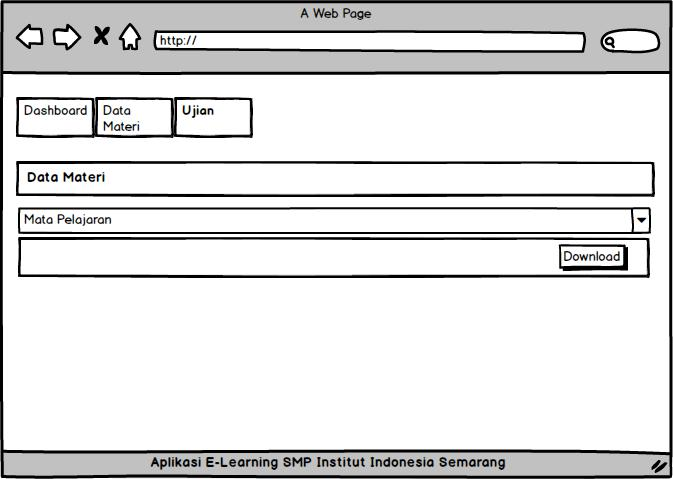 A Web Page
http://
Dashboard
Data
Materi
Ujian
Data Materi
Mata Pelajaran
Download
Aplikasi E-Learning SMP Institut Indonesia Semarang